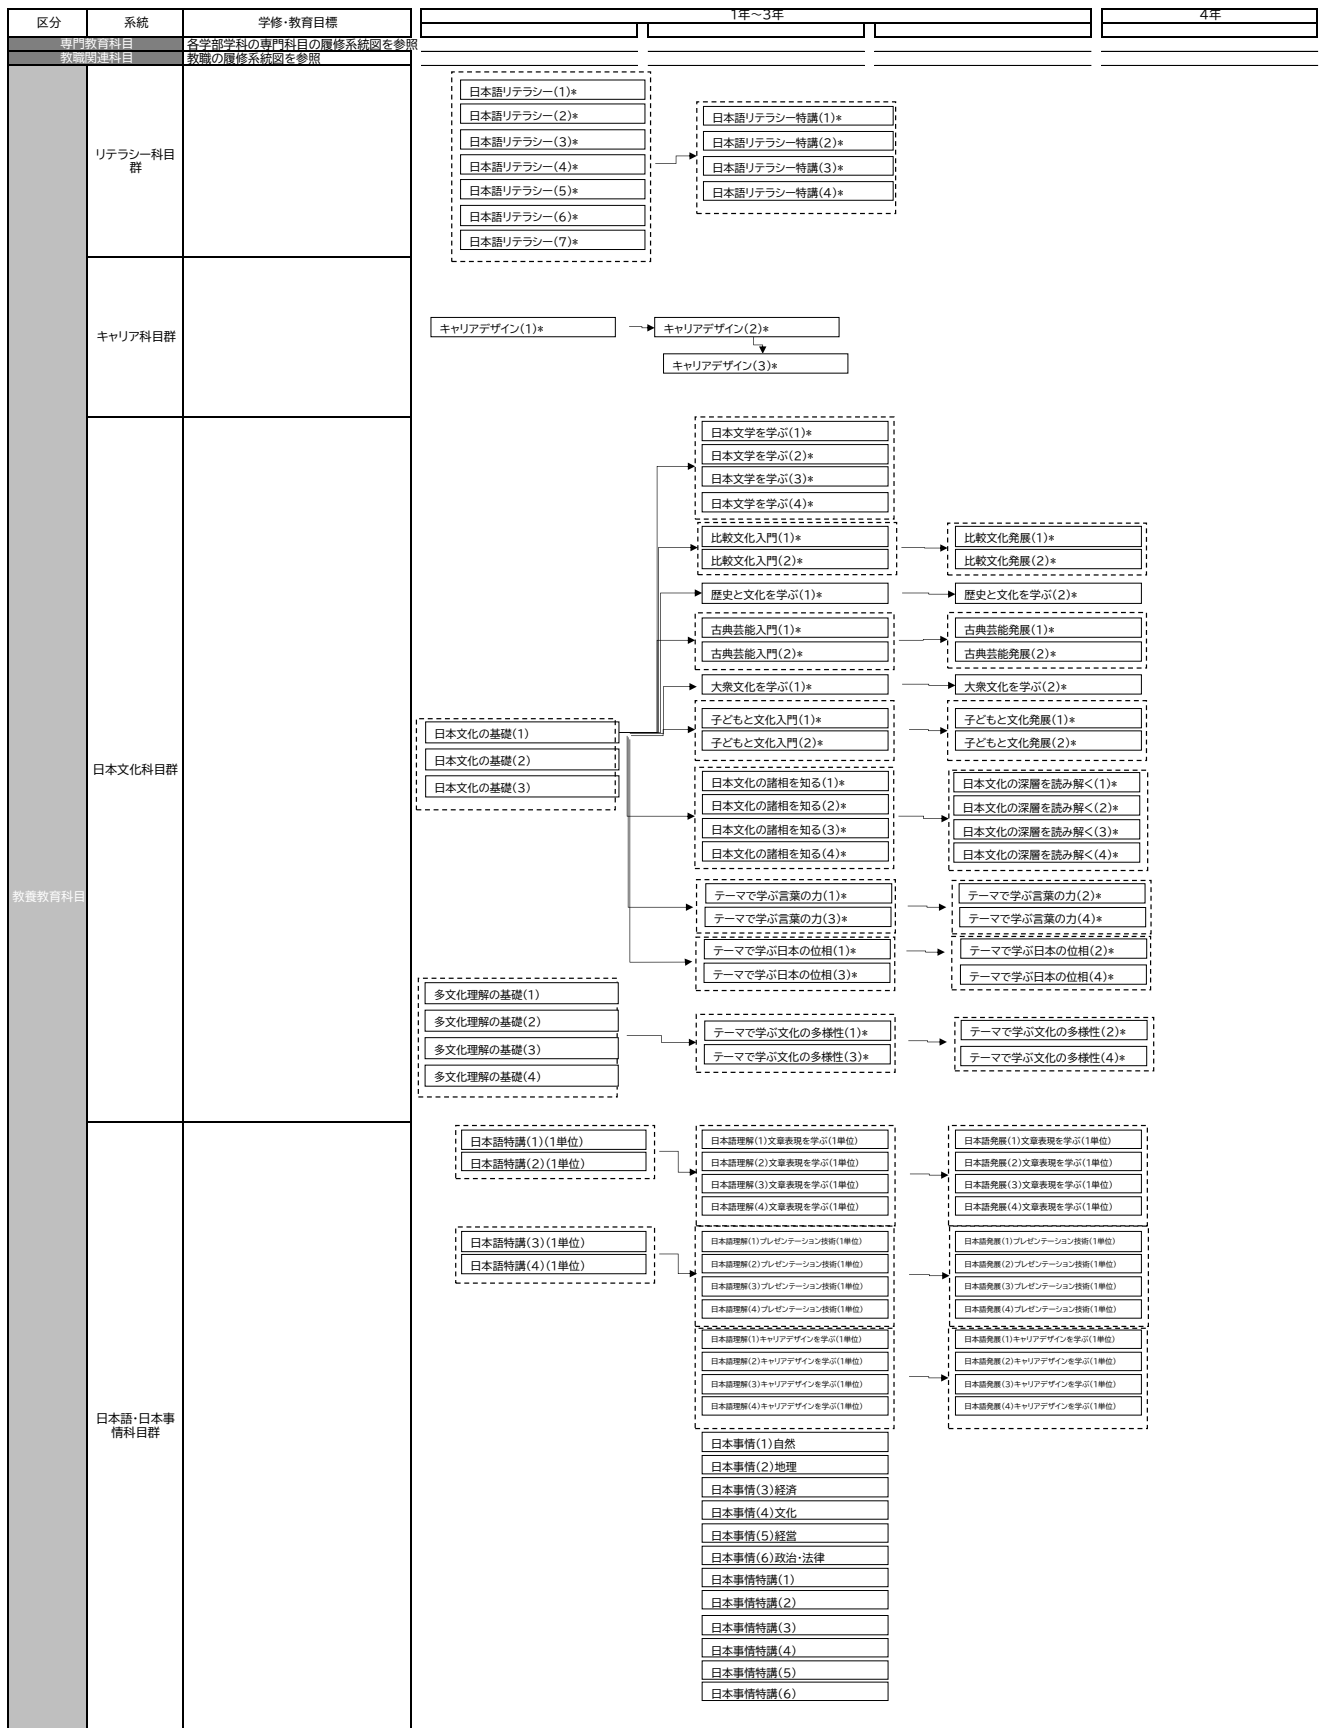 区分
系統
学修・教育目標
1年～3年
4年
専門教育科目
各学部学科の専門科目の履修系統図を参照
教職関連科目
教職の履修系統図を参照
教養教育科目
リテラシー科目
群
日本語リテラシー(1)*
日本語リテラシー(2)*
日本語リテラシー(3)*
日本語リテラシー(4)*
日本語リテラシー(5)*
日本語リテラシー(6)*
日本語リテラシー(7)*
日本語リテラシー特講(1)*
日本語リテラシー特講(2)*
日本語リテラシー特講(3)*
日本語リテラシー特講(4)*
キャリア科目群
キャリアデザイン(1)*
キャリアデザイン(2)*
キャリアデザイン(3)*
日本文化科目群
日本文化の基礎(1)
日本文化の基礎(2)
日本文化の基礎(3)
多文化理解の基礎(1)
多文化理解の基礎(2)
多文化理解の基礎(3)
多文化理解の基礎(4)
日本文学を学ぶ(1)*
日本文学を学ぶ(2)*
日本文学を学ぶ(3)*
日本文学を学ぶ(4)*
比較文化入門(1)*
比較文化入門(2)*
歴史と文化を学ぶ(1)*
古典芸能入門(1)*
古典芸能入門(2)*
大衆文化を学ぶ(1)*
子どもと文化入門(1)*
子どもと文化入門(2)*
日本文化の諸相を知る(1)*
日本文化の諸相を知る(2)*
日本文化の諸相を知る(3)*
日本文化の諸相を知る(4)*
テーマで学ぶ言葉の力(1)*
テーマで学ぶ言葉の力(3)*
テーマで学ぶ日本の位相(1)*
テーマで学ぶ日本の位相(3)*
テーマで学ぶ文化の多様性(1)*
テーマで学ぶ文化の多様性(3)*
比較文化発展(1)*
比較文化発展(2)*
歴史と文化を学ぶ(2)*
古典芸能発展(1)*
古典芸能発展(2)*
大衆文化を学ぶ(2)*
子どもと文化発展(1)*
子どもと文化発展(2)*
日本文化の深層を読み解く(1)*
日本文化の深層を読み解く(2)*
日本文化の深層を読み解く(3)*
日本文化の深層を読み解く(4)*
テーマで学ぶ言葉の力(2)*
テーマで学ぶ言葉の力(4)*
テーマで学ぶ日本の位相(2)*
テーマで学ぶ日本の位相(4)*
テーマで学ぶ文化の多様性(2)*
テーマで学ぶ文化の多様性(4)*
日本語・日本事
情科目群
日本語特講(1)(1単位)
日本語特講(2)(1単位)
日本語特講(3)(1単位)
日本語特講(4)(1単位)
日本語理解(1)文章表現を学ぶ(1単位)
日本語理解(2)文章表現を学ぶ(1単位)
日本語理解(3)文章表現を学ぶ(1単位)
日本語理解(4)文章表現を学ぶ(1単位)
日本語理解(1)プレゼンテーション技術(1単位)
日本語理解(2)プレゼンテーション技術(1単位)
日本語理解(3)プレゼンテーション技術(1単位)
日本語理解(4)プレゼンテーション技術(1単位)
日本語理解(1)キャリアデザインを学ぶ(1単位)
日本語理解(2)キャリアデザインを学ぶ(1単位)
日本語理解(3)キャリアデザインを学ぶ(1単位)
日本語理解(4)キャリアデザインを学ぶ(1単位)
日本語発展(1)文章表現を学ぶ(1単位)
日本語発展(2)文章表現を学ぶ(1単位)
日本語発展(3)文章表現を学ぶ(1単位)
日本語発展(4)文章表現を学ぶ(1単位)
日本語発展(1)プレゼンテーション技術(1単位)
日本語発展(2)プレゼンテーション技術(1単位)
日本語発展(3)プレゼンテーション技術(1単位)
日本語発展(4)プレゼンテーション技術(1単位)
日本語発展(1)キャリアデザインを学ぶ(1単位)
日本語発展(2)キャリアデザインを学ぶ(1単位)
日本語発展(3)キャリアデザインを学ぶ(1単位)
日本語発展(4)キャリアデザインを学ぶ(1単位)
日本事情(1)自然
日本事情(2)地理
日本事情(3)経済
日本事情(4)文化
日本事情(5)経営
日本事情(6)政治・法律
日本事情特講(1)
日本事情特講(2)
日本事情特講(3)
日本事情特講(4)
日本事情特講(5)
日本事情特講(6)